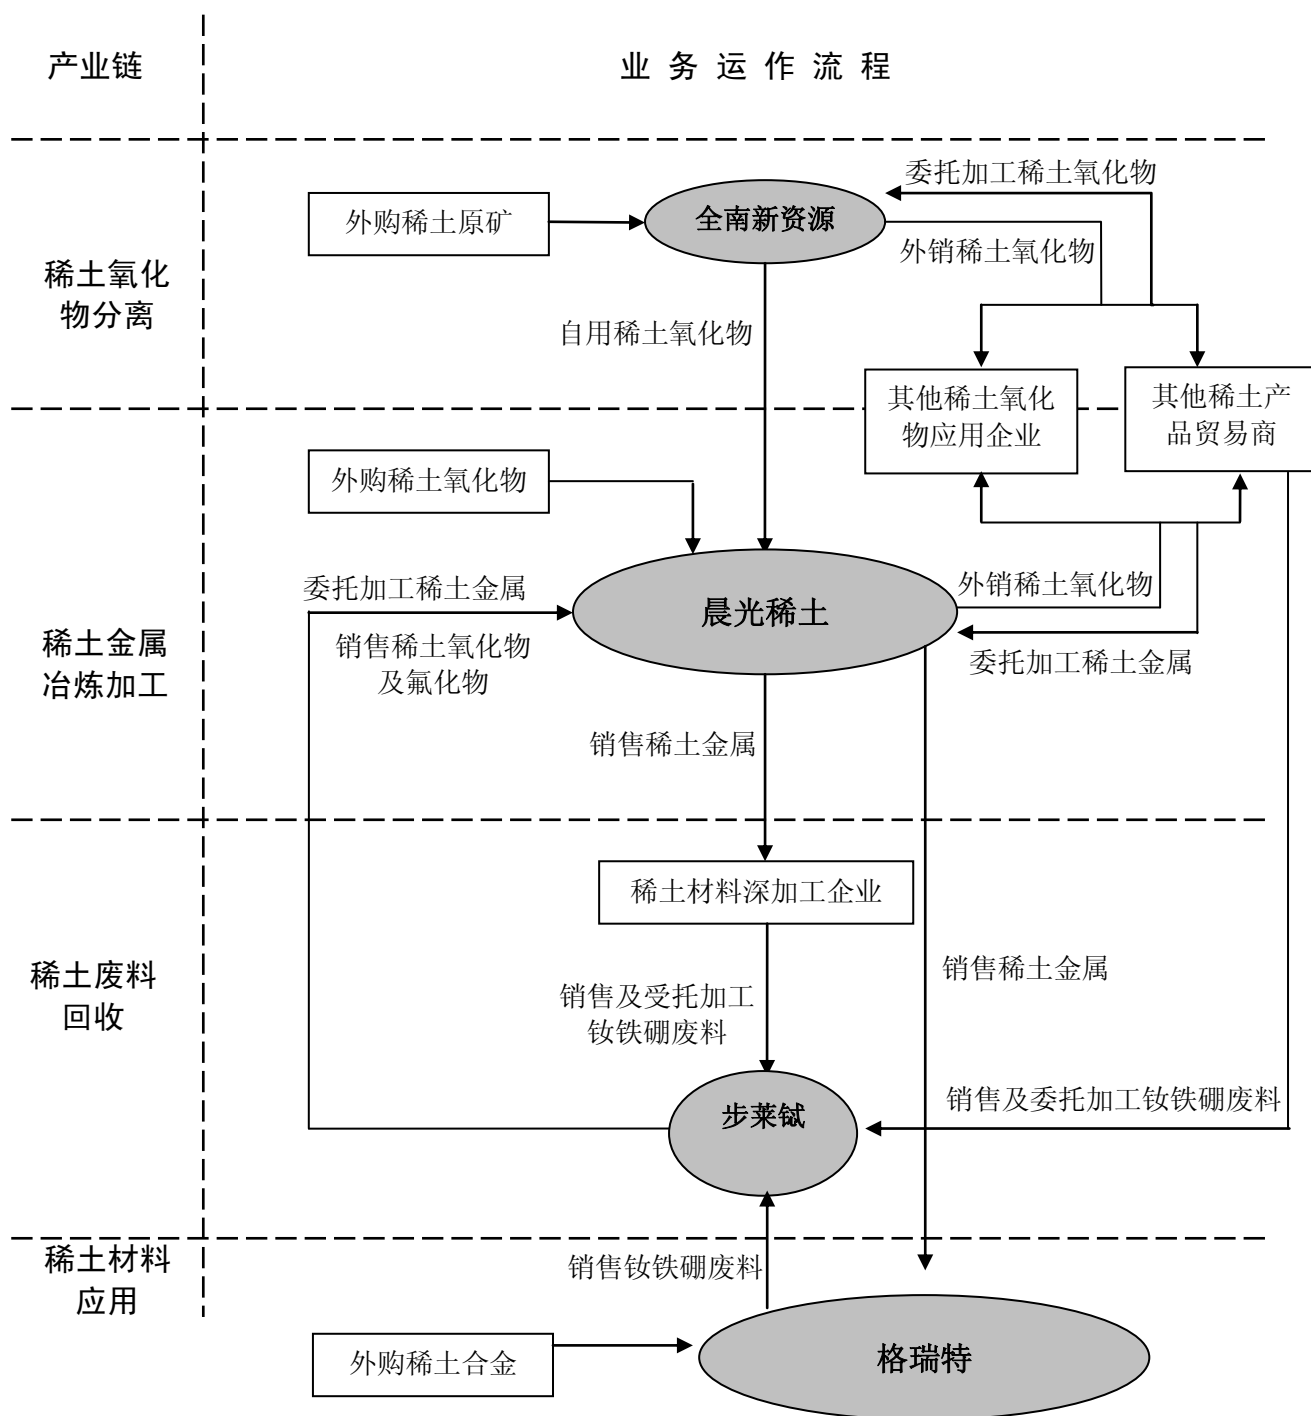 产业链
业 务 运 作 流 程
委托加工稀土氧化物
外购稀土原矿
全南新资源
外销稀土氧化物
稀土氧化
物分离
自用稀土氧化物
其他稀土氧化
物应用企业
其他稀土产
品贸易商
外购稀土氧化物
委托加工稀土金属
晨光稀土
外销稀土氧化物
稀土金属
冶炼加工
销售稀土氧化物
及氟化物
委托加工稀土金属
销售稀土金属
稀土材料深加工企业
稀土废料
回收
销售稀土金属
销售及受托加工
钕铁硼废料
步莱铽
销售及委托加工钕铁硼废料
稀土材料
应用
销售钕铁硼废料
外购稀土合金
格瑞特